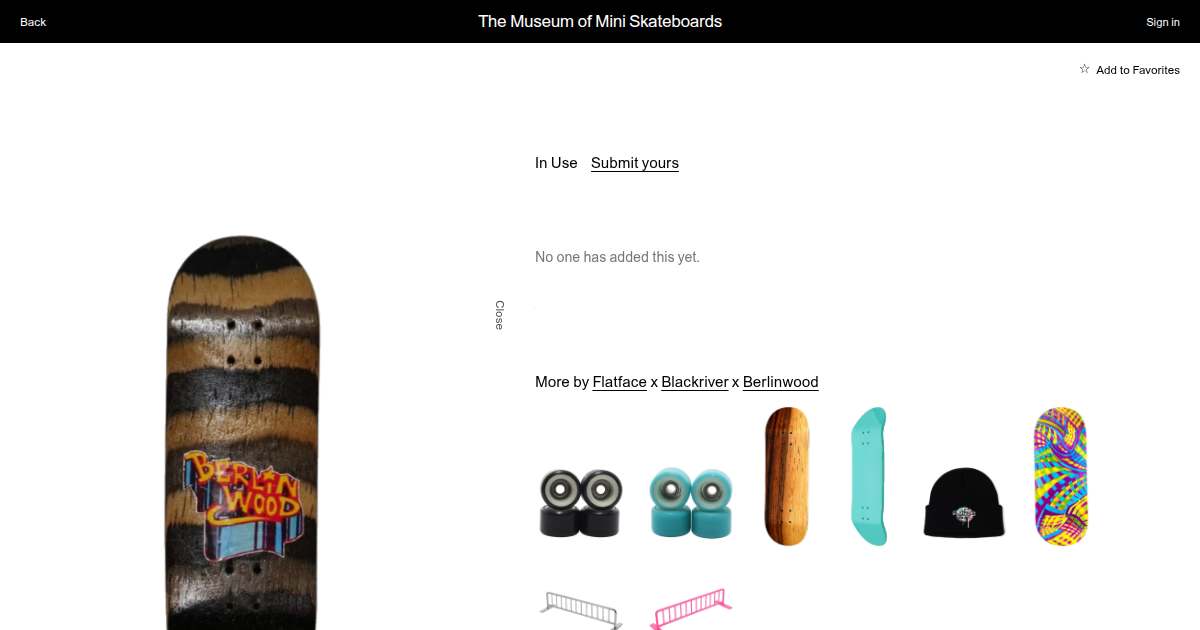 Back
The Museum of Mini Skateboards
Sign in
☆ Add to Favorites
In Use Submit yours
No one has added this yet.
Close
More by Flatface x Blackriver x Berlinwood
BERLIN
WOOD